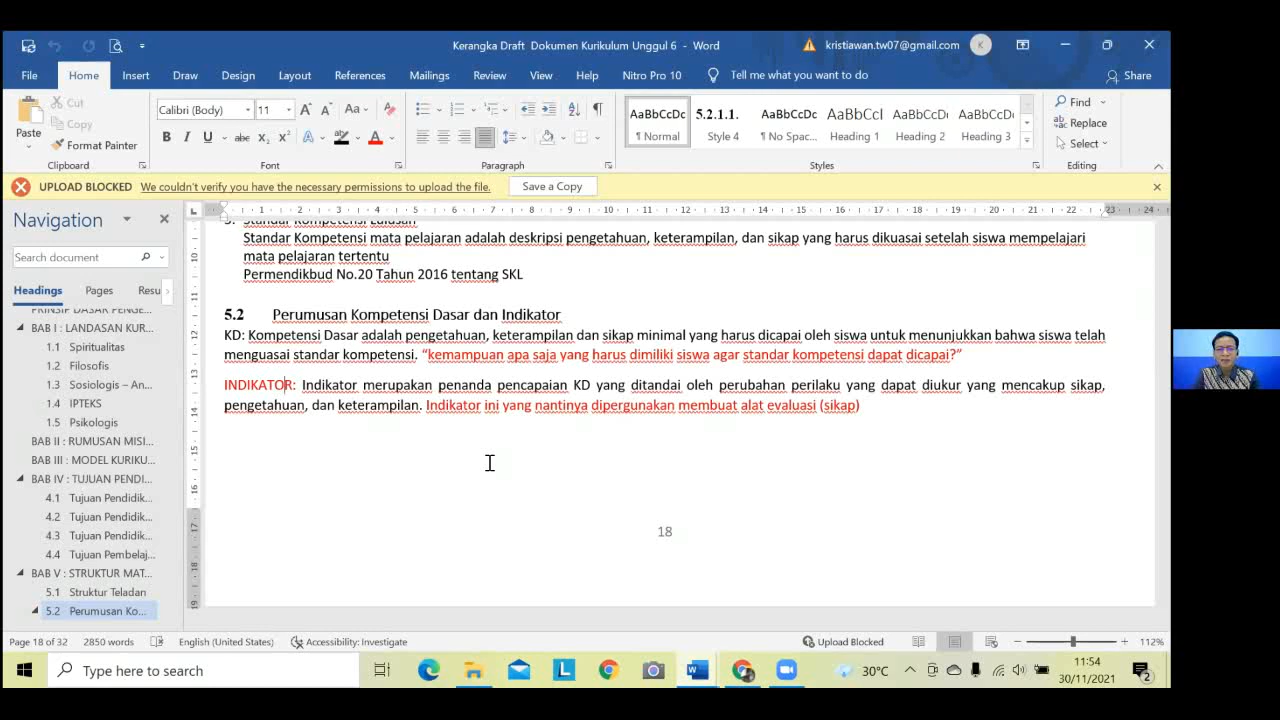 Kerangka Draft Dokumen Kurikulum Unggul 6 - Word
kristiawan.tw07@gmail.com
K
File
Home
Insert
Draw
Design
Layout
References
Mailings
Review
View
Help
Nitro Pro 10
Tell me what you want to do
Share
Paste
Cut
Copy
Format Painter
Clipboard
Calibri (Body)
11
Font
Paragraph
AaBbCcDc
¶ Normal
5.2.1.1.
Style 4
AaBbCcDc
¶ No Spac...
AaBbCcI
Heading 1
AaBbCcDc
Heading 2
AaBbCcDc
Heading 3
Styles
Find
Replace
Select
Editing
UPLOAD BLOCKED We couldn't verify you have the necessary permissions to upload the file.
Save a Copy
Navigation
Search document
Headings
Pages
Resu
PRINSIP DASAR PENGE...
BAB I : LANDASAN KUR...
1.1 Spiritualitas
1.2 Filosofis
1.3 Sosiologis – An...
1.4 IPTEKS
1.5 Psikologis
BAB II : RUMUSAN MISI...
BAB III : MODEL KURIKU...
BAB IV : TUJUAN PENDI...
4.1 Tujuan Pendidik...
4.2 Tujuan Pendidik...
4.3 Tujuan Pendidik...
4.4 Tujuan Pembelaj...
BAB V : STRUKTUR MAT...
5.1 Struktur Teladan
5.2 Perumusan Ko...
Standar Kompetensi Lulusan
Standar Kompetensi mata pelajaran adalah deskripsi pengetahuan, keterampilan, dan sikap yang harus dikuasai setelah siswa mempelajari
mata pelajaran tertentu
Permendikbud No.20 Tahun 2016 tentang SKL
5.2 Perumusan Kompetensi Dasar dan Indikator
KD: Kompetensi Dasar adalah pengetahuan, keterampilan dan sikap minimal yang harus dicapai oleh siswa untuk menunjukkan bahwa siswa telah
menguasai standar kompetensi. “kemampuan apa saja yang harus dimiliki siswa agar standar kompetensi dapat dicapai?”
INDIKATOR: Indikator merupakan penanda pencapaian KD yang ditandai oleh perubahan perilaku yang dapat diukur yang mencakup sikap,
pengetahuan, dan keterampilan. Indikator ini yang nantinya dipergunakan membuat alat evaluasi (sikap)
18
Page 18 of 32
2850 words
English (United States)
Accessibility: Investigate
Upload Blocked
112%
Type here to search
30°C
11:54
30/11/2021
2